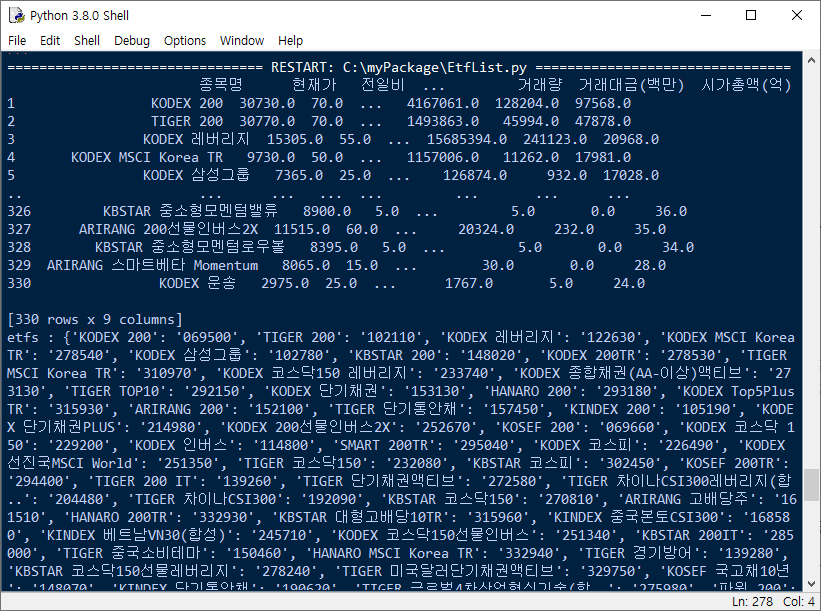 Python 3.8.0 Shell
File Edit Shell Debug Options Window Help
================================ RESTART: C:\myPackage\EtfList.py ================================
종목명 현재가 전일비 ... 거래량 거래대금(백만) 시가총액(억)
1 KODEX 200 30730.0 70.0 ... 4167061.0 128204.0 97568.0
2 TIGER 200 30770.0 70.0 ... 1493863.0 45994.0 47878.0
3 KODEX 레버리지 15305.0 55.0 ... 15685394.0 241123.0 20968.0
4 KODEX MSCI Korea TR 9730.0 50.0 ... 1157006.0 11262.0 17981.0
5 KODEX 삼성그룹 7365.0 25.0 ... 126874.0 932.0 17028.0
.. ... ... ... ... ... ... ...
326 KBSTAR 중소형모멘텀밸류 8900.0 5.0 ... 5.0 0.0 36.0
327 ARIRANG 200선물인버스2X 11515.0 60.0 ... 20324.0 232.0 35.0
328 KBSTAR 중소형모멘텀로우볼 8395.0 5.0 ... 5.0 0.0 34.0
329 ARIRANG 스마트베타 Momentum 8065.0 15.0 ... 30.0 0.0 28.0
330 KODEX 운송 2975.0 25.0 ... 1767.0 5.0 24.0
[330 rows x 9 columns]
etfs : {'KODEX 200': '069500', 'TIGER 200': '102110', 'KODEX 레버리지': '122630', 'KODEX MSCI Korea
TR': '278540', 'KODEX 삼성그룹': '102780', 'KBSTAR 200': '148020', 'KODEX 200TR': '278530', 'TIGER
MSCI Korea TR': '310970', 'KODEX 코스닥150 레버리지': '233740', 'KODEX 종합채권(AA-이상)액티브': '27
3130', 'TIGER TOP10': '292150', 'KODEX 단기채권': '153130', 'HANARO 200': '293180', 'KODEX Top5Plus
TR': '315930', 'ARIRANG 200': '152100', 'TIGER 단기통안채': '157450', 'KINDEX 200': '105190', 'KODE
X 단기채권PLUS': '214980', 'KODEX 200선물인버스2X': '252670', 'KOSEF 200': '069660', 'KODEX 코스닥 1
50': '229200', 'KODEX 인버스': '114800', 'SMART 200TR': '295040', 'KODEX 코스피': '226490', 'KODEX
선진국MSCI World': '251350', 'TIGER 코스닥150': '232080', 'KBSTAR 코스피': '302450', 'KOSEF 200TR':
'294400', 'TIGER 200 IT': '139260', 'TIGER 단기채권액티브': '272580', 'TIGER 차이나CSI300레버리지(합
..': '204480', 'TIGER 차이나CSI300': '192090', 'KBSTAR 코스닥150': '270810', 'ARIRANG 고배당주': '16
1510', 'HANARO 200TR': '332930', 'KBSTAR 대형고배당10TR': '315960', 'KINDEX 중국본토CSI300': '16858
0', 'KINDEX 베트남VN30(합성)': '245710', 'KODEX 코스닥150선물인버스': '251340', 'KBSTAR 200IT': '285
000', 'TIGER 중국소비테마': '150460', 'HANARO MSCI Korea TR': '332940', 'TIGER 경기방어': '139280',
'KBSTAR 코스닥150선물레버리지': '278240', 'TIGER 미국달러단기채권액티브': '329750', 'KOSEF 국고채10년
': '148070', 'KINDEX 단기통안채': '190620', 'TIGER 글로벌4차산업혁신기술(합..': '275980', '파워 200':
Ln: 278 Col: 4